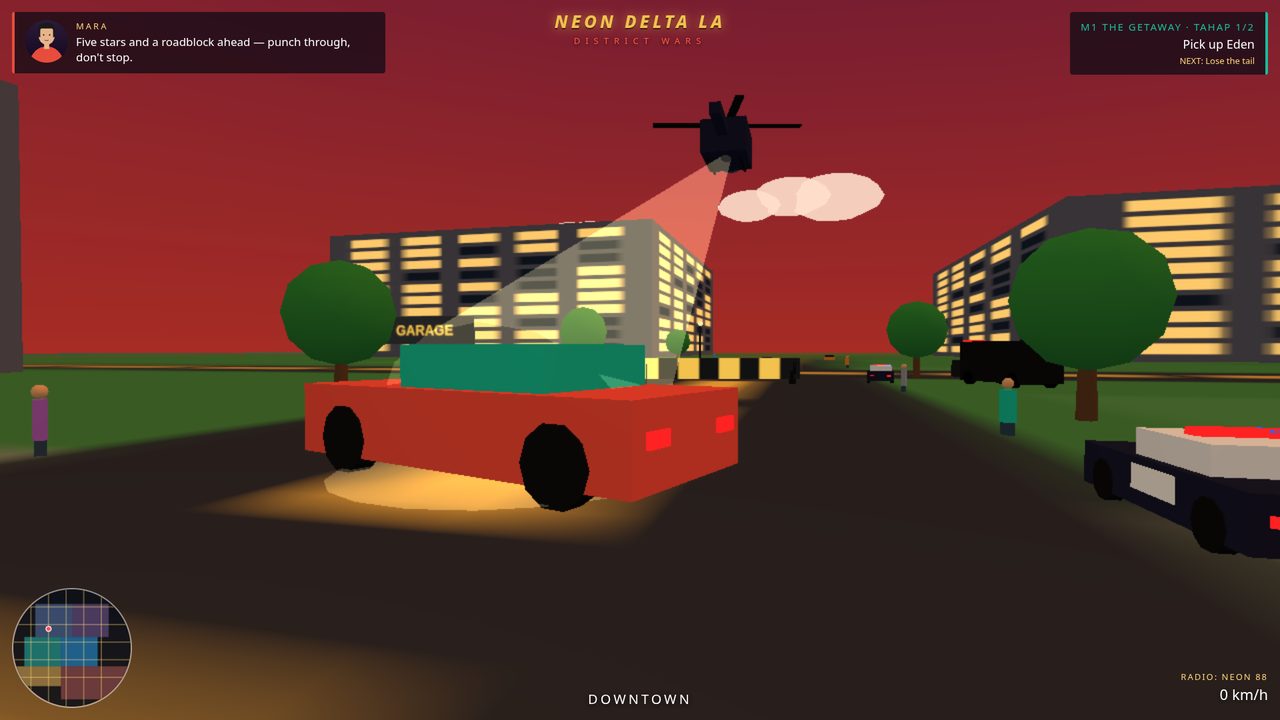 MARA
Five stars and a roadblock ahead — punch through,
don't stop.
NEON DELTA LA
DISTRICT WARS
M1 THE GETAWAY · TAHAP 1/2
Pick up Eden
NEXT: Lose the tail
GARAGE
DOWNTOWN
RADIO: NEON 88
0 km/h